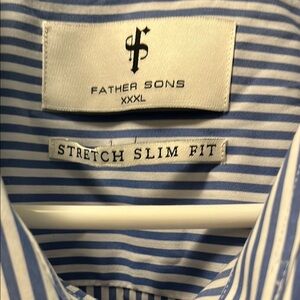 FATHER SONS
XXXL
STRETCH SLIM FIT